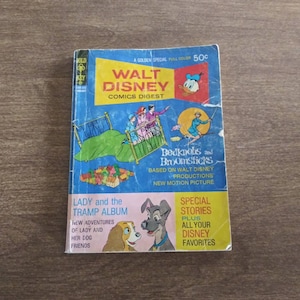 A GOLDEN SPECIAL FULL COLOR 50¢
WALT
DISNEY
COMICS DIGEST
Bedknobs and
Broomsticks
BASED ON WALT DISNEY
PRODUCTIONS'
NEW MOTION PICTURE
LADY and the
TRAMP ALBUM
NEW ADVENTURES
OF LADY AND
HER DOG
FRIENDS
SPECIAL
STORIES
PLUS
ALL YOUR
DISNEY
FAVORITES